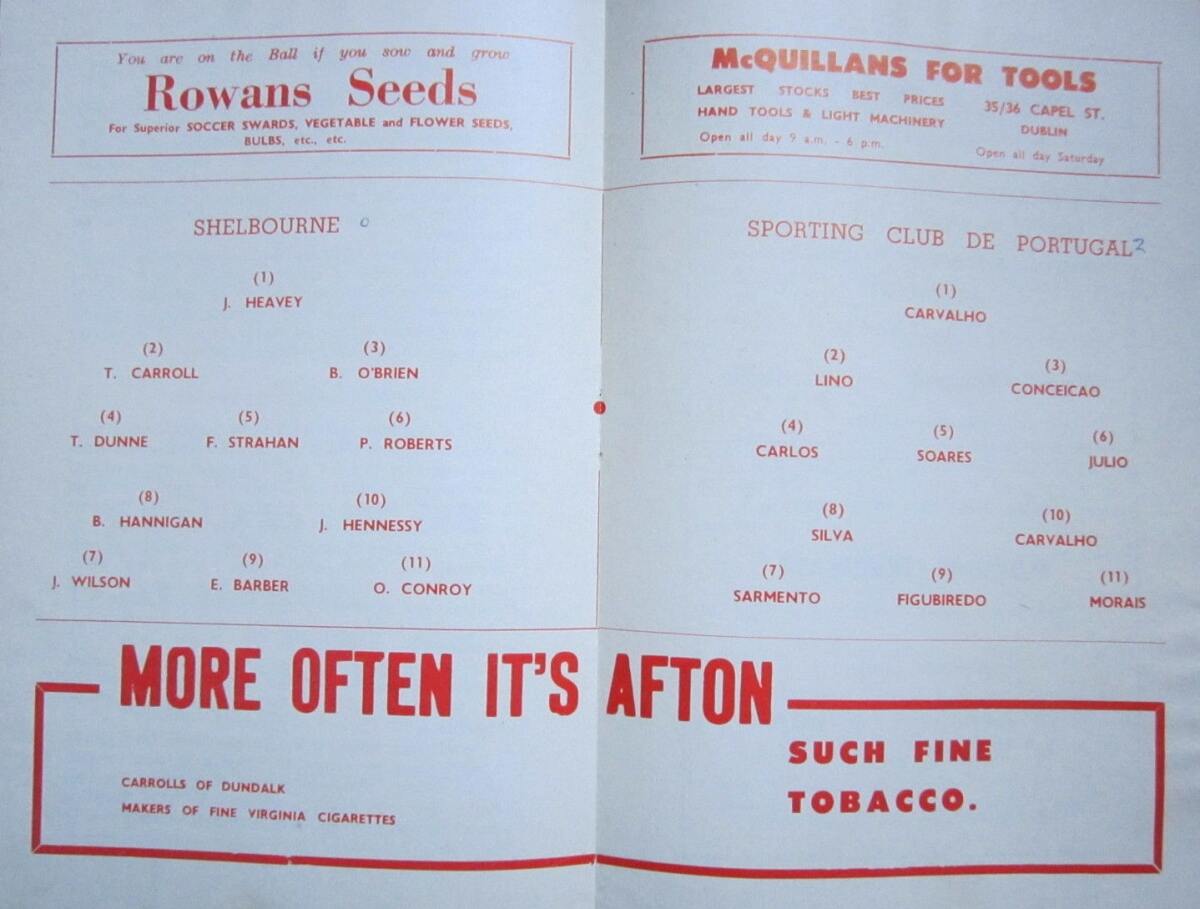 You are on the Ball if you sow and grow
Rowans Seeds
For Superior SOCCER SWARDS, VEGETABLE and FLOWER SEEDS,
BULBS, etc., etc.
McQUILLANS FOR TOOLS
LARGEST STOCKS BEST PRICES
HAND TOOLS & LIGHT MACHINERY
Open all day 9 a.m. - 6 p.m.
35/36 CAPEL ST.
DUBLIN
Open all day Saturday
SHELBOURNE 0
(1)
J. HEAVEY
(2) (3)
T. CARROLL B. O'BRIEN
(4) (5) (6)
T. DUNNE F. STRAHAN P. ROBERTS
(8) (10)
B. HANNIGAN J. HENNESSY
(7) (9) (11)
J. WILSON E. BARBER O. CONROY
SPORTING CLUB DE PORTUGAL 2
(1)
CARVALHO
(2) (3)
LINO CONCEICAO
(4) (5) (6)
CARLOS SOARES JULIO
(8) (10)
SILVA CARVALHO
(7) (9) (11)
SARMENTO FIGUBIREDO MORAIS
MORE OFTEN IT'S AFTON
SUCH FINE
TOBACCO.
CARROLLS OF DUNDALK
MAKERS OF FINE VIRGINIA CIGARETTES